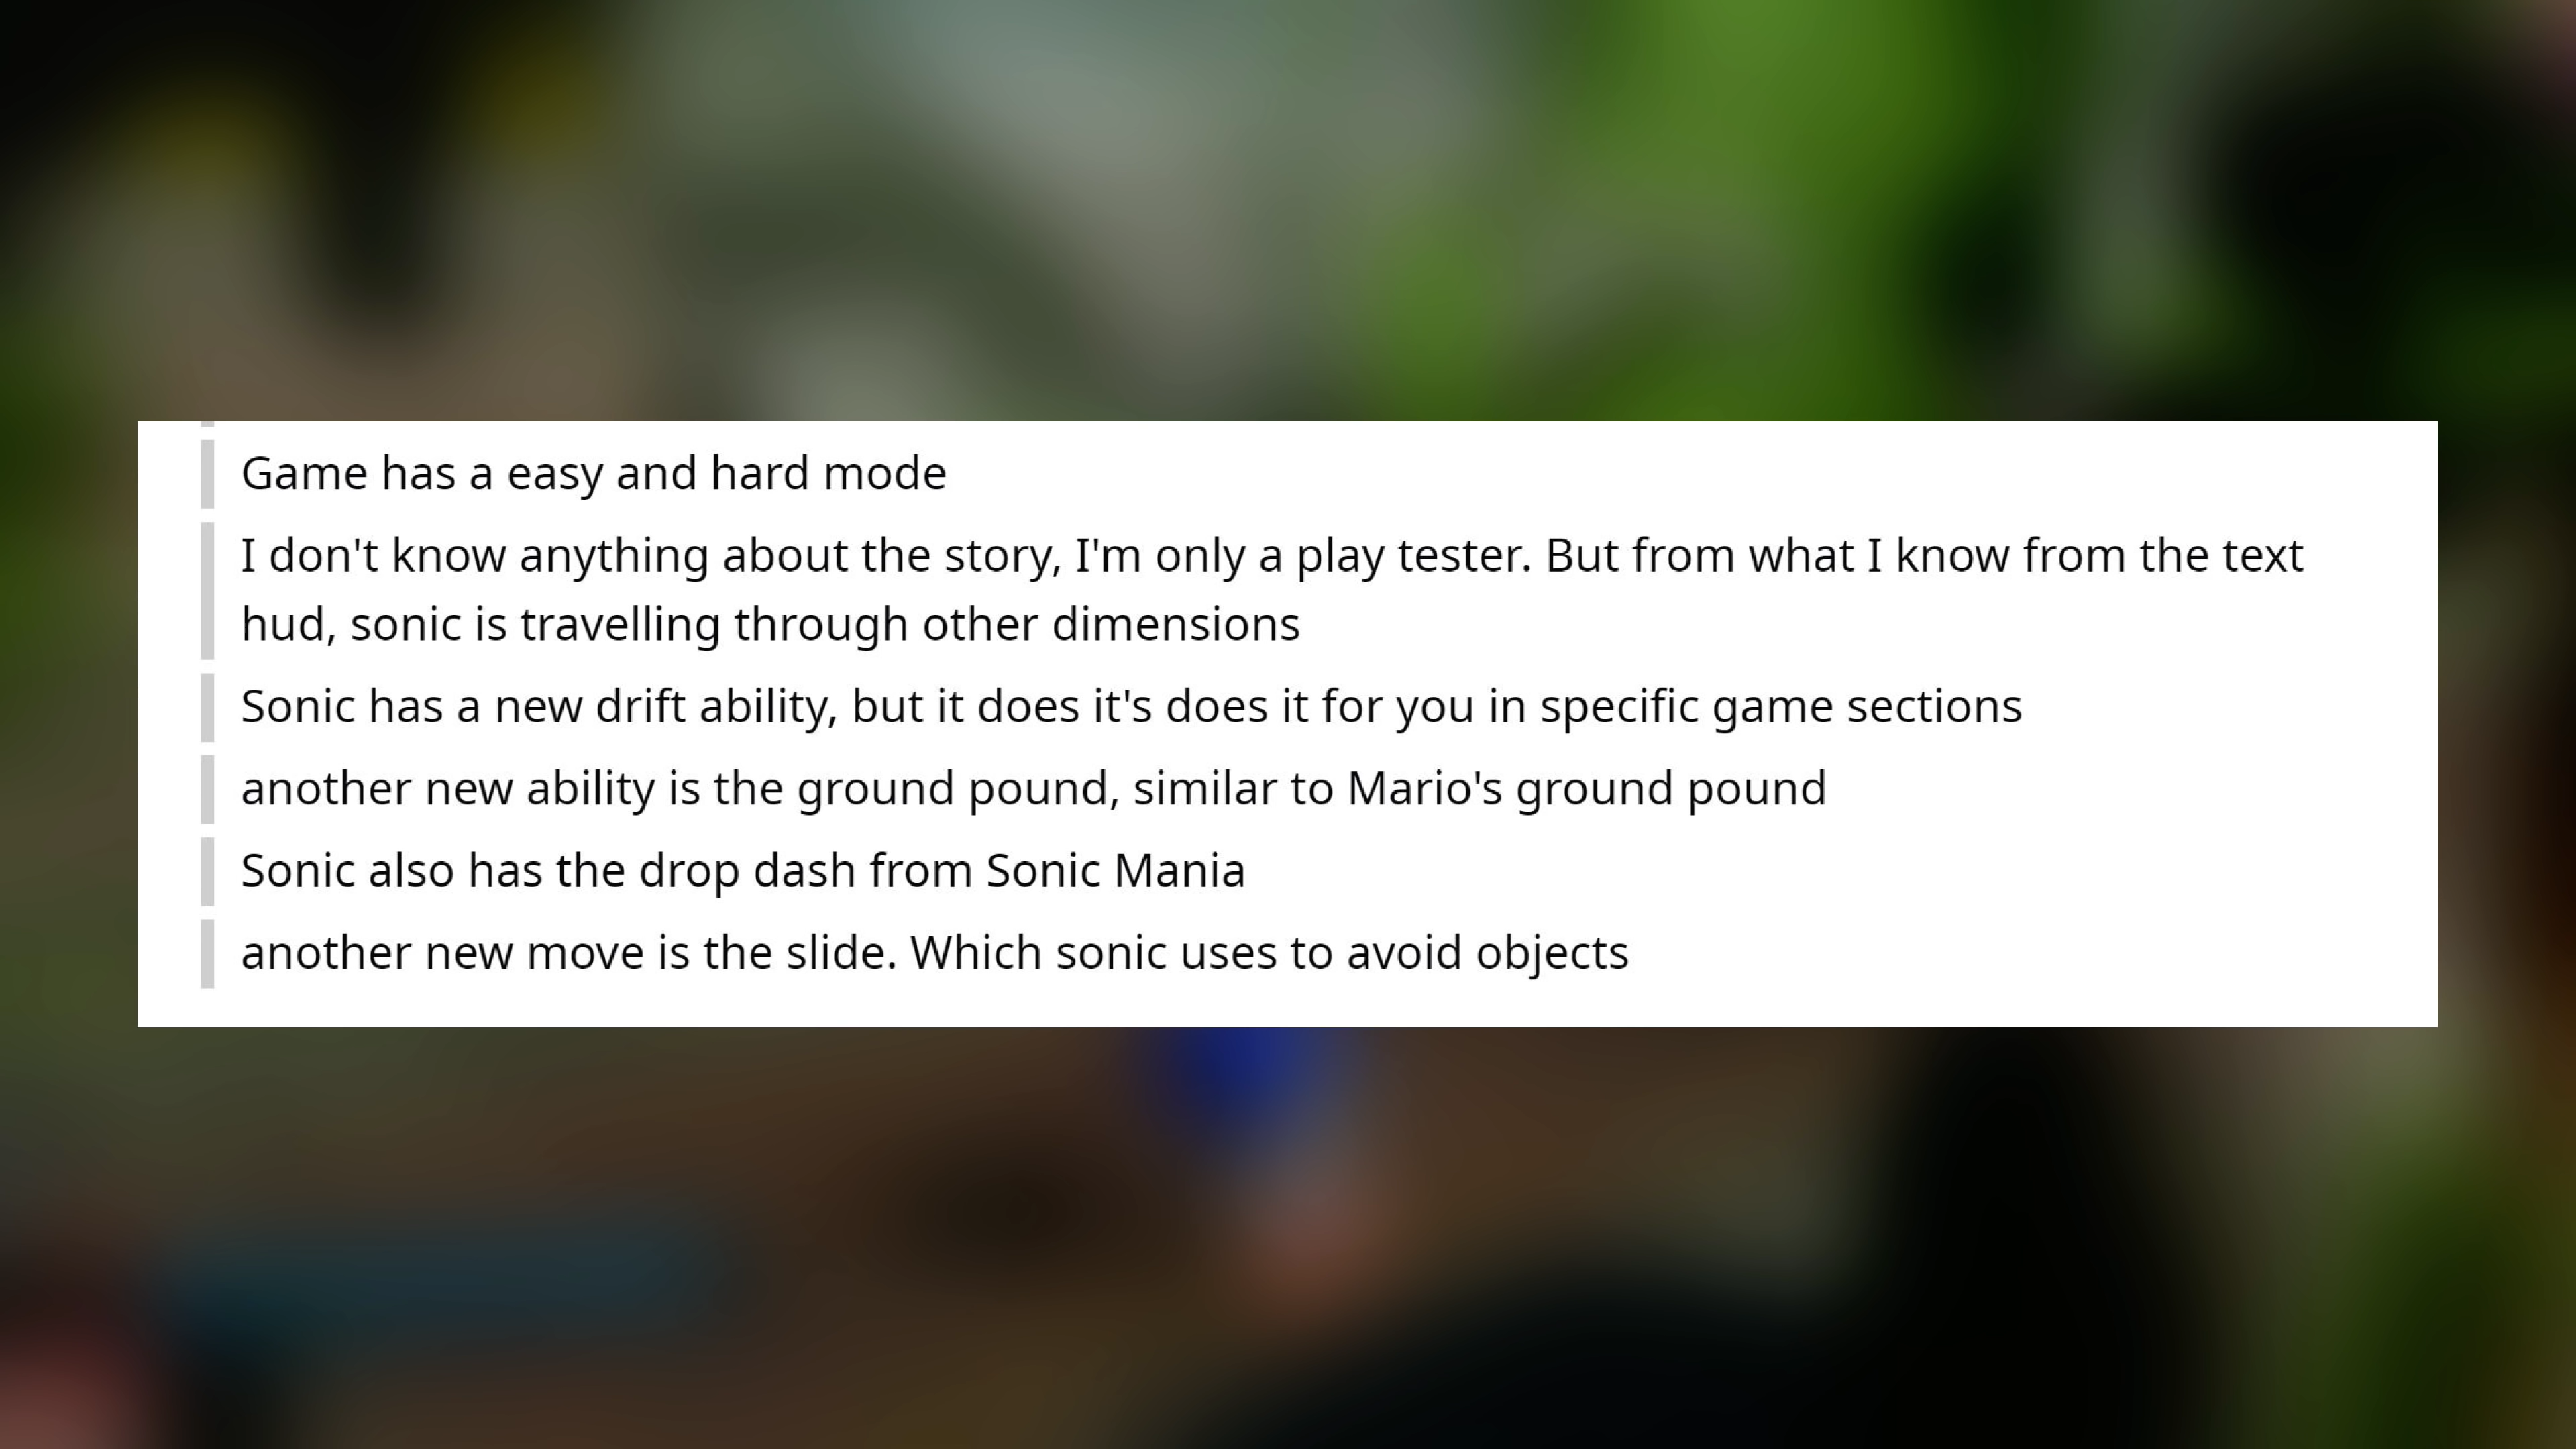 Game has a easy and hard mode
I don't know anything about the story, I'm only a play tester. But from what I know from the text
hud, sonic is travelling through other dimensions
Sonic has a new drift ability, but it does it's does it for you in specific game sections
another new ability is the ground pound, similar to Mario's ground pound
Sonic also has the drop dash from Sonic Mania
another new move is the slide. Which sonic uses to avoid objects